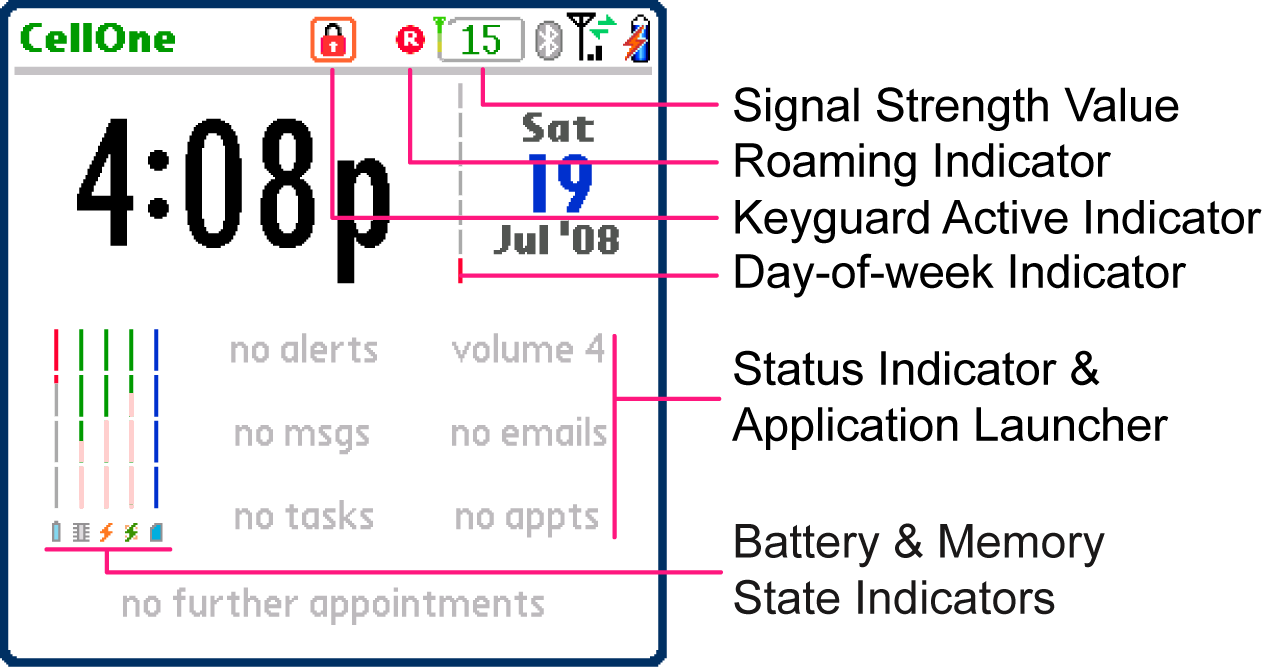 CellOne
R 15
4:08p
Sat
19
Jul '08
no alerts volume 4
no msgs no emails
no tasks no appts
no further appointments
Signal Strength Value
Roaming Indicator
Keyguard Active Indicator
Day-of-week Indicator
Status Indicator &
Application Launcher
Battery & Memory
State Indicators